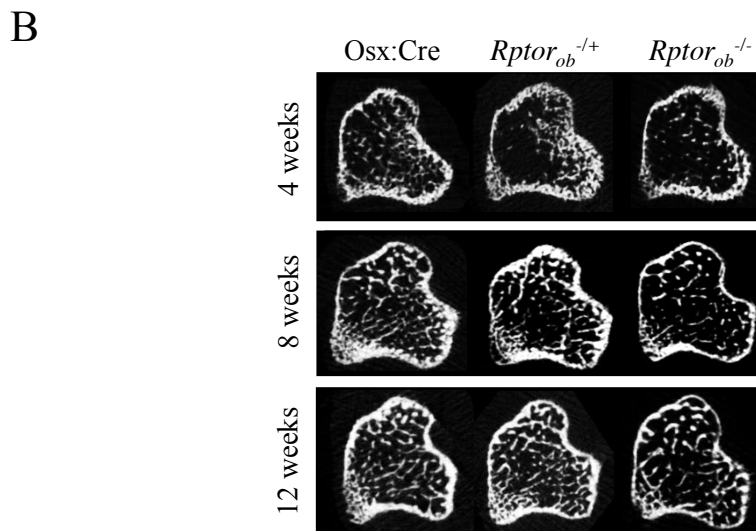 B
Osx:Cre Rptor_ob^-/+ Rptor_ob^-/-
4 weeks
8 weeks
12 weeks